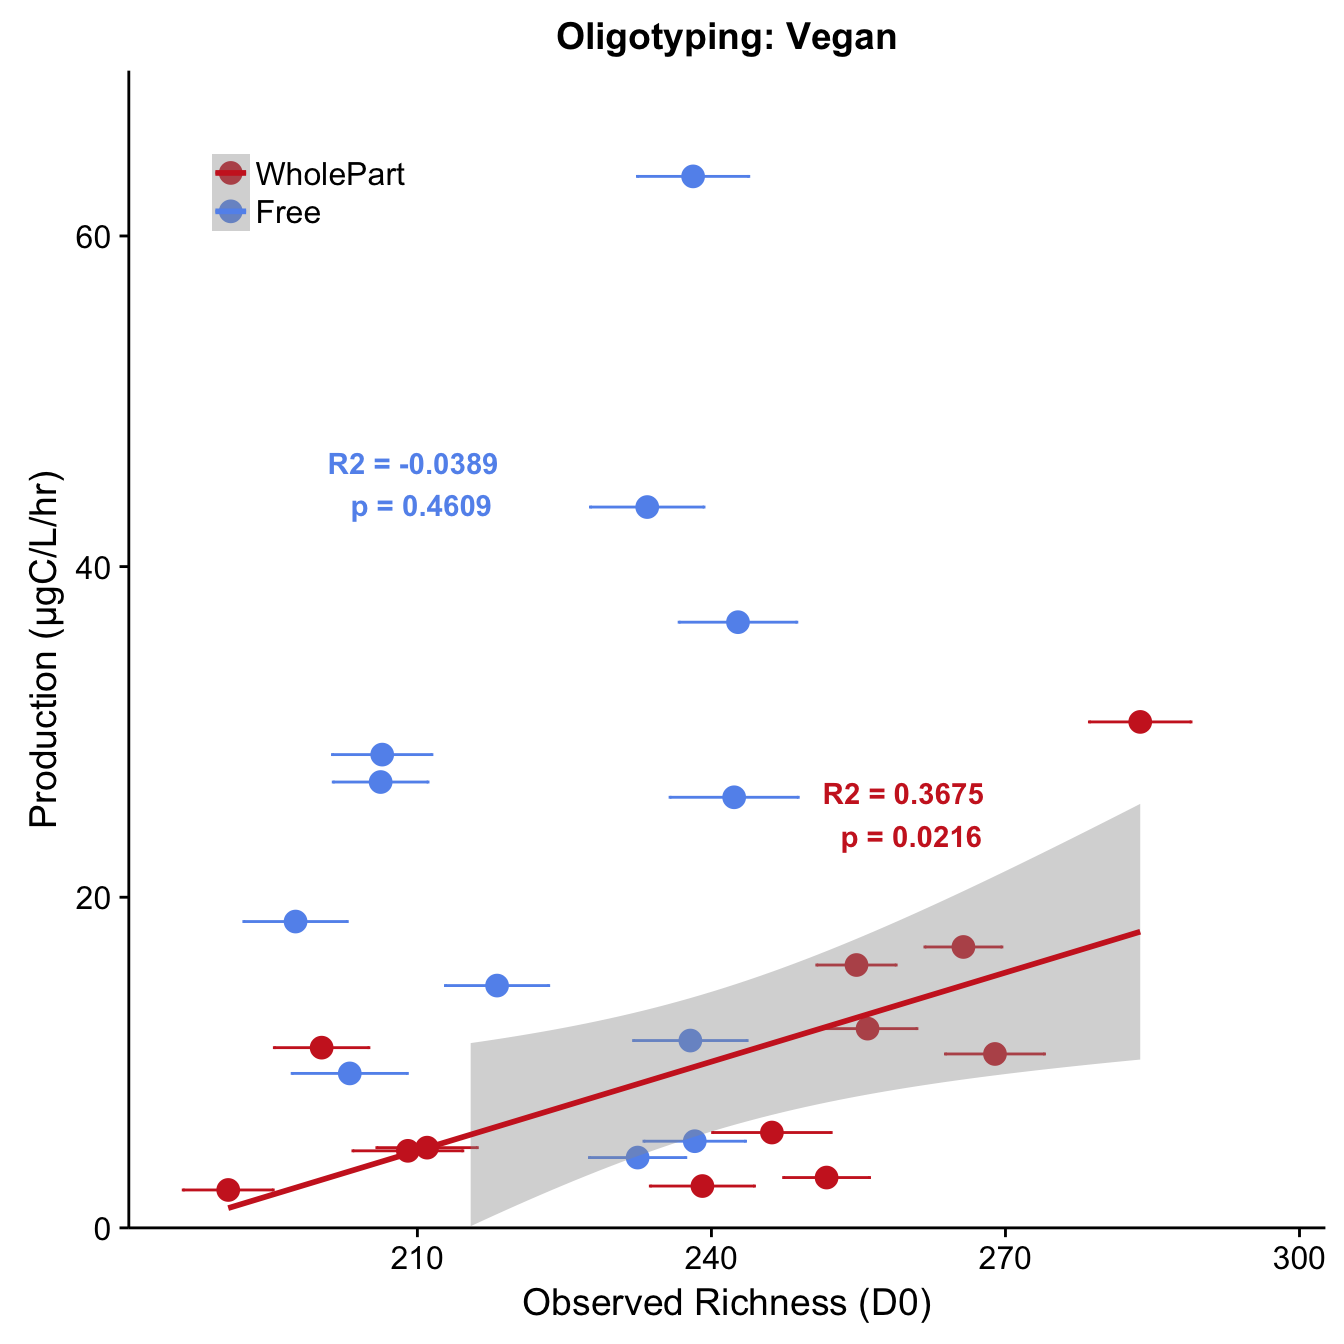 Oligotyping: Vegan
WholePart
Free
60
R2 = -0.0389
p = 0.4609
40
R2 = 0.3675
p = 0.0216
20
0
Production (µgC/L/hr)
210
240
270
300
Observed Richness (D0)